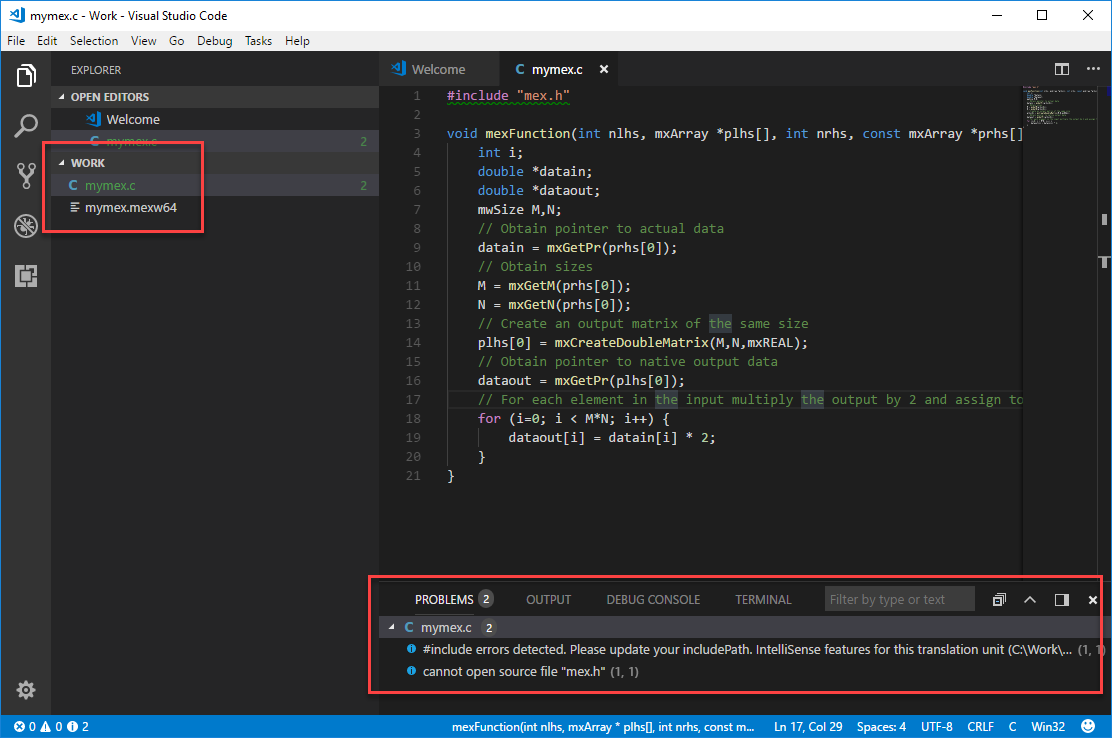 mymex.c - Work - Visual Studio Code
File Edit Selection View Go Debug Tasks Help
EXPLORER
OPEN EDITORS
Welcome
C mymex.c 2
WORK
C mymex.c 2
mymex.mexw64
Welcome
C mymex.c
1 #include "mex.h"
2
3 void mexFunction(int nlhs, mxArray *plhs[], int nrhs, const mxArray *prhs[]
4 int i;
5 double *datain;
6 double *dataout;
7 mwSize M,N;
8 // Obtain pointer to actual data
9 datain = mxGetPr(prhs[0]);
10 // Obtain sizes
11 M = mxGetM(prhs[0]);
12 N = mxGetN(prhs[0]);
13 // Create an output matrix of the same size
14 plhs[0] = mxCreateDoubleMatrix(M,N,mxREAL);
15 // Obtain pointer to native output data
16 dataout = mxGetPr(plhs[0]);
17 // For each element in the input multiply the output by 2 and assign to
18 for (i=0; i < M*N; i++) {
19 dataout[i] = datain[i] * 2;
20 }
21 }
PROBLEMS 2 OUTPUT DEBUG CONSOLE TERMINAL Filter by type or text
C mymex.c 2
#include errors detected. Please update your includePath. IntelliSense features for this translation unit (C:\Work\... (1, 1)
cannot open source file "mex.h" (1, 1)
0 0 2 mexFunction(int nlhs, mxArray * plhs[], int nrhs, const m... Ln 17, Col 29 Spaces: 4 UTF-8 CRLF C Win32